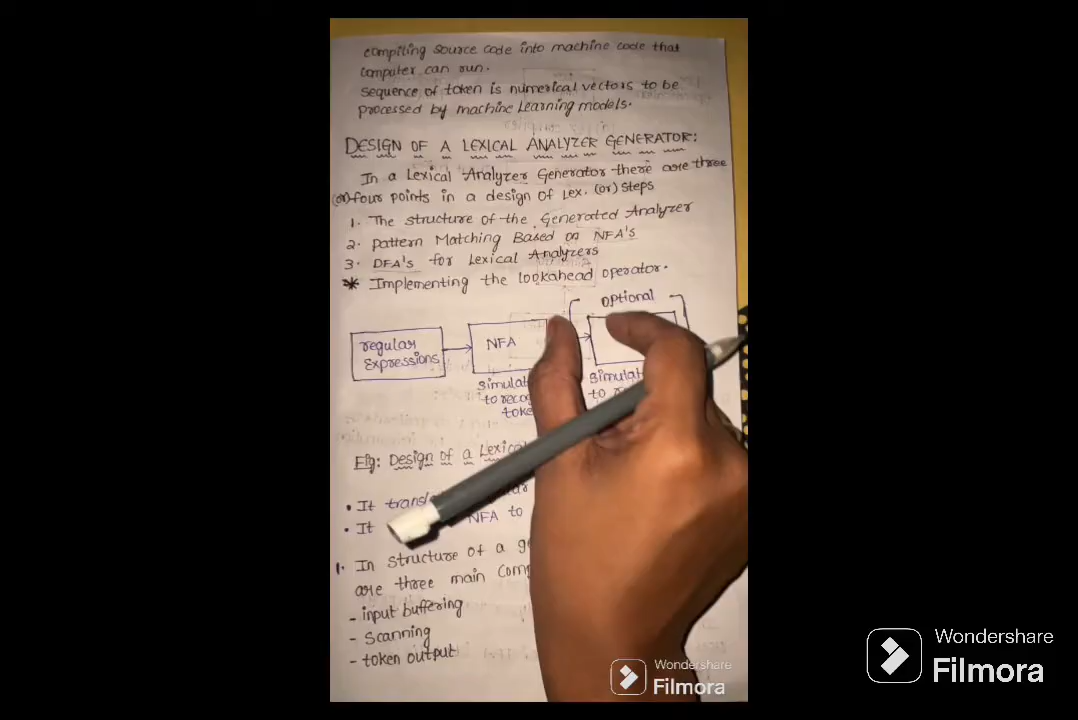 compiling source code into machine code that
computer can run.
sequence of token is numerical vectors to be
processed by machine Learning models.
DESIGN OF A LEXICAL ANALYZER GENERATOR:
In a Lexical Analyzer Generator there are three
(or) four points in a design of Lex. (or) Steps
1. The structure of the Generated Analyzer
2. Pattern Matching Based on NFA's
3. DFA's for Lexical Analyzers
* Implementing the lookahead operator.
optional
regular
Expressions
NFA
to
Fig: Design of a
• It
• It NFA to
1. In structure of a
are three main
- input buffering
- Scanning
- token output
Wondershare
Filmora
Wondershare
Filmora